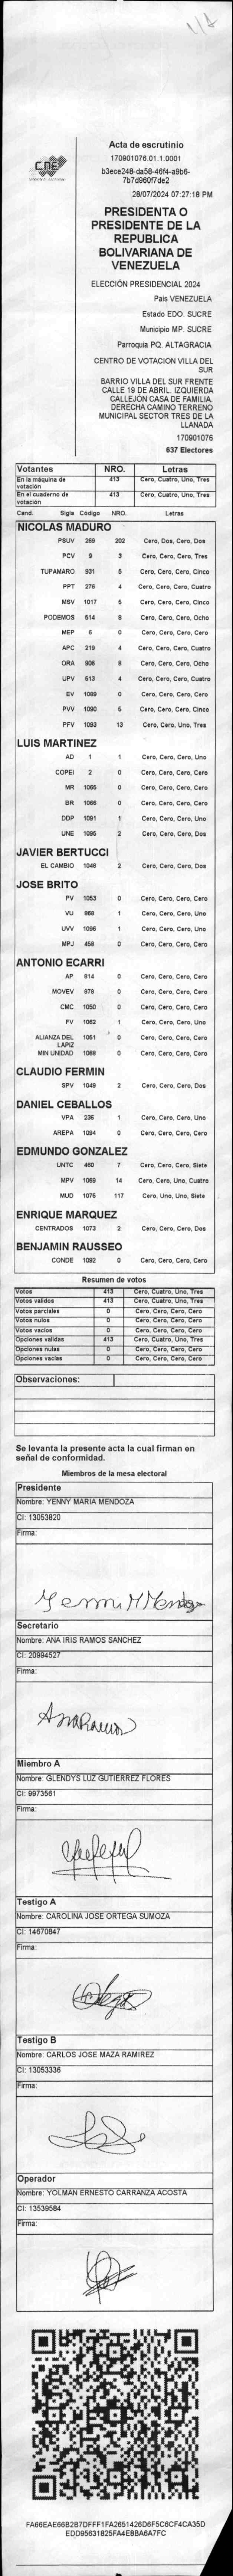 CNE
Acta de escrutinio
170901076.01.1.0001
b3ece248-da58-46f4-a9b6-
7b7d960f7de2
28/07/2024 07:27:18 PM
PRESIDENTA O
PRESIDENTE DE LA
REPUBLICA
BOLIVARIANA DE
VENEZUELA
ELECCIÓN PRESIDENCIAL 2024
Pais VENEZUELA
Estado EDO. SUCRE
Municipio MP. SUCRE
Parroquia PQ. ALTAGRACIA
CENTRO DE VOTACION VILLA DEL
SUR
BARRIO VILLA DEL SUR FRENTE
CALLE 19 DE ABRIL. IZQUIERDA
CALLEJÓN CASA DE FAMILIA.
DERECHA CAMINO TERRENO
MUNICIPAL SECTOR TRES DE LA
LLANADA
170901076
637 Electores
Votantes NRO. Letras
En la máquina de votación 413 Cero, Cuatro, Uno, Tres
En el cuaderno de votación 413 Cero, Cuatro, Uno, Tres
Cand. Sigla Código NRO. Letras
NICOLAS MADURO
PSUV 269 202 Cero, Dos, Cero, Dos
PCV 9 3 Cero, Cero, Cero, Tres
TUPAMARO 931 5 Cero, Cero, Cero, Cinco
PPT 276 4 Cero, Cero, Cero, Cuatro
MSV 1017 5 Cero, Cero, Cero, Cinco
PODEMOS 514 8 Cero, Cero, Cero, Ocho
MEP 6 0 Cero, Cero, Cero, Cero
APC 219 4 Cero, Cero, Cero, Cuatro
ORA 906 8 Cero, Cero, Cero, Ocho
UPV 513 4 Cero, Cero, Cero, Cuatro
EV 1089 0 Cero, Cero, Cero, Cero
PVV 1090 5 Cero, Cero, Cero, Cinco
PFV 1093 13 Cero, Cero, Uno, Tres
LUIS MARTINEZ
AD 1 1 Cero, Cero, Cero, Uno
COPEI 2 0 Cero, Cero, Cero, Cero
MR 1065 0 Cero, Cero, Cero, Cero
BR 1066 0 Cero, Cero, Cero, Cero
DDP 1091 1 Cero, Cero, Cero, Uno
UNE 1095 2 Cero, Cero, Cero, Dos
JAVIER BERTUCCI
EL CAMBIO 1048 2 Cero, Cero, Cero, Dos
JOSE BRITO
PV 1053 0 Cero, Cero, Cero, Cero
VU 868 1 Cero, Cero, Cero, Uno
UVV 1096 1 Cero, Cero, Cero, Uno
MPJ 458 0 Cero, Cero, Cero, Cero
ANTONIO ECARRI
AP 814 0 Cero, Cero, Cero, Cero
MOVEV 879 0 Cero, Cero, Cero, Cero
CMC 1050 0 Cero, Cero, Cero, Cero
FV 1062 1 Cero, Cero, Cero, Uno
ALIANZA DEL LAPIZ 1051 0 Cero, Cero, Cero, Cero
MIN UNIDAD 1088 0 Cero, Cero, Cero, Cero
CLAUDIO FERMIN
SPV 1049 2 Cero, Cero, Cero, Dos
DANIEL CEBALLOS
VPA 236 1 Cero, Cero, Cero, Uno
AREPA 1094 0 Cero, Cero, Cero, Cero
EDMUNDO GONZALEZ
UNTC 460 7 Cero, Cero, Cero, Siete
MPV 1069 14 Cero, Cero, Uno, Cuatro
MUD 1075 117 Cero, Uno, Uno, Siete
ENRIQUE MARQUEZ
CENTRADOS 1073 2 Cero, Cero, Cero, Dos
BENJAMIN RAUSSEO
CONDE 1092 0 Cero, Cero, Cero, Cero
Resumen de votos
Votos 413 Cero, Cuatro, Uno, Tres
Votos validos 413 Cero, Cuatro, Uno, Tres
Votos parciales 0 Cero, Cero, Cero, Cero
Votos nulos 0 Cero, Cero, Cero, Cero
Votos vacios 0 Cero, Cero, Cero, Cero
Opciones validas 413 Cero, Cuatro, Uno, Tres
Opciones nulas 0 Cero, Cero, Cero, Cero
Opciones vacias 0 Cero, Cero, Cero, Cero
Observaciones:
Se levanta la presente acta la cual firman en
señal de conformidad.
Miembros de la mesa electoral
Presidente
Nombre: YENNY MARIA MENDOZA
CI: 13053820
Firma:
Secretario
Nombre: ANA IRIS RAMOS SANCHEZ
CI: 20994527
Firma:
Miembro A
Nombre: GLENDYS LUZ GUTIERREZ FLORES
CI: 9973561
Firma:
Testigo A
Nombre: CAROLINA JOSE ORTEGA SUMOZA
CI: 14670847
Firma:
Testigo B
Nombre: CARLOS JOSE MAZA RAMIREZ
CI: 13053336
Firma:
Operador
Nombre: YOLMAN ERNESTO CARRANZA ACOSTA
CI: 13539584
Firma:
FA66EAE66B2B7DFFF1FA2651426D6F5C6CF4CA35D
EDD95631825FA4E8BA6A7FC